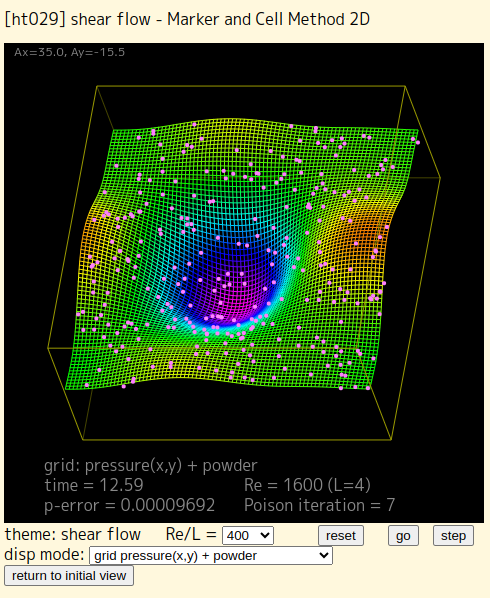 [ht029] shear flow - Marker and Cell Method 2D
Ax=35.0, Ay=-15.5
grid: pressure(x,y) + powder
time = 12.59 Re = 1600 (L=4)
p-error = 0.00009692 Poison iteration = 7
theme: shear flow Re/L = 400 reset go step
disp mode: grid pressure(x,y) + powder
return to initial view